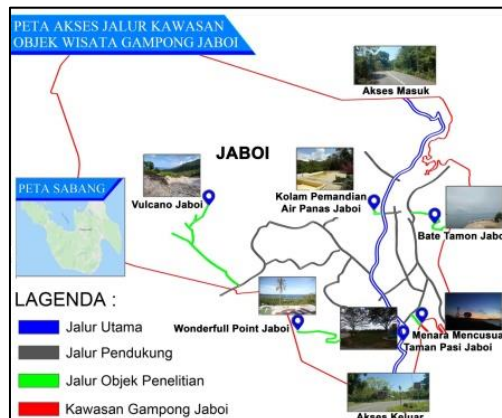 PETA AKSES JALUR KAWASAN
OBJEK WISATA GAMPONG JABOI
Akses Masuk
JABOI
PETA SABANG
Vulcano Jaboi
Kolam Pemandian
Air Panas Jaboi
Bate Tamon Jaboi
LAGENDA :
Jalur Utama
Wonderfull Point Jaboi
Menara Mencusuar
Taman Pasi Jaboi
Jalur Pendukung
Jalur Objek Penelitian
Akses Keluar
Kawasan Gampong Jaboi